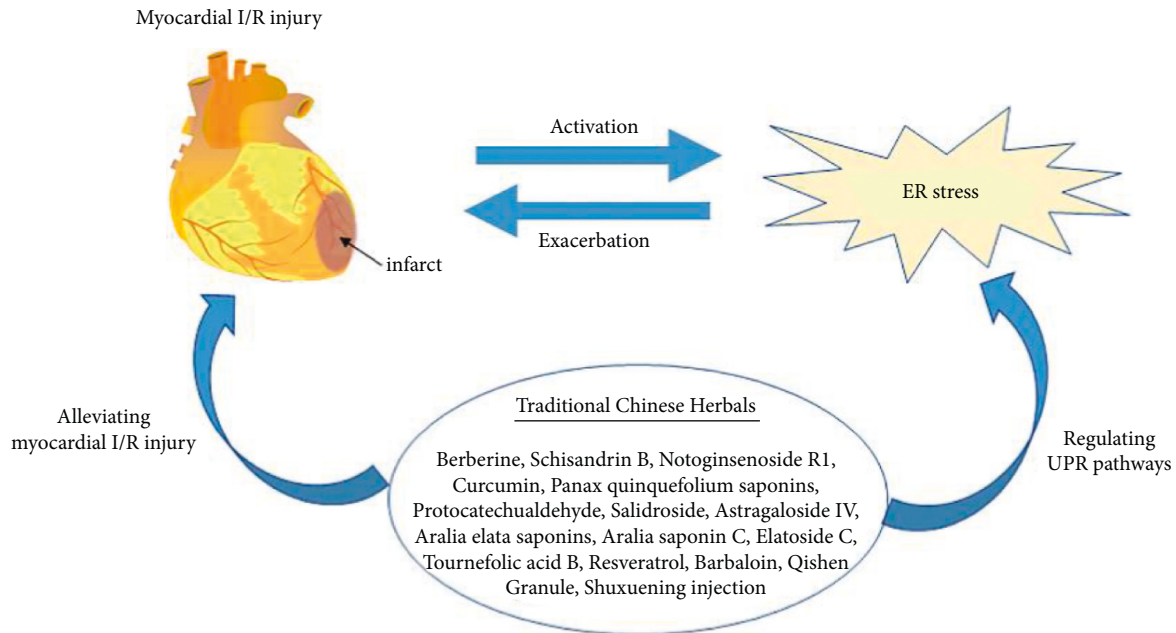 Myocardial I/R injury
Activation
ER stress
Exacerbation
infarct
Alleviating
myocardial I/R injury
Traditional Chinese Herbals
Berberine, Schisandrin B, Notoginsenoside R1,
Curcumin, Panax quinquefolium saponins,
Protocatechualdehyde, Salidroside, Astragaloside IV,
Aralia elata saponins, Aralia saponin C, Elatoside C,
Tournefolic acid B, Resveratrol, Barbaloin, Qishen
Granule, Shuxuening injection
Regulating
UPR pathways